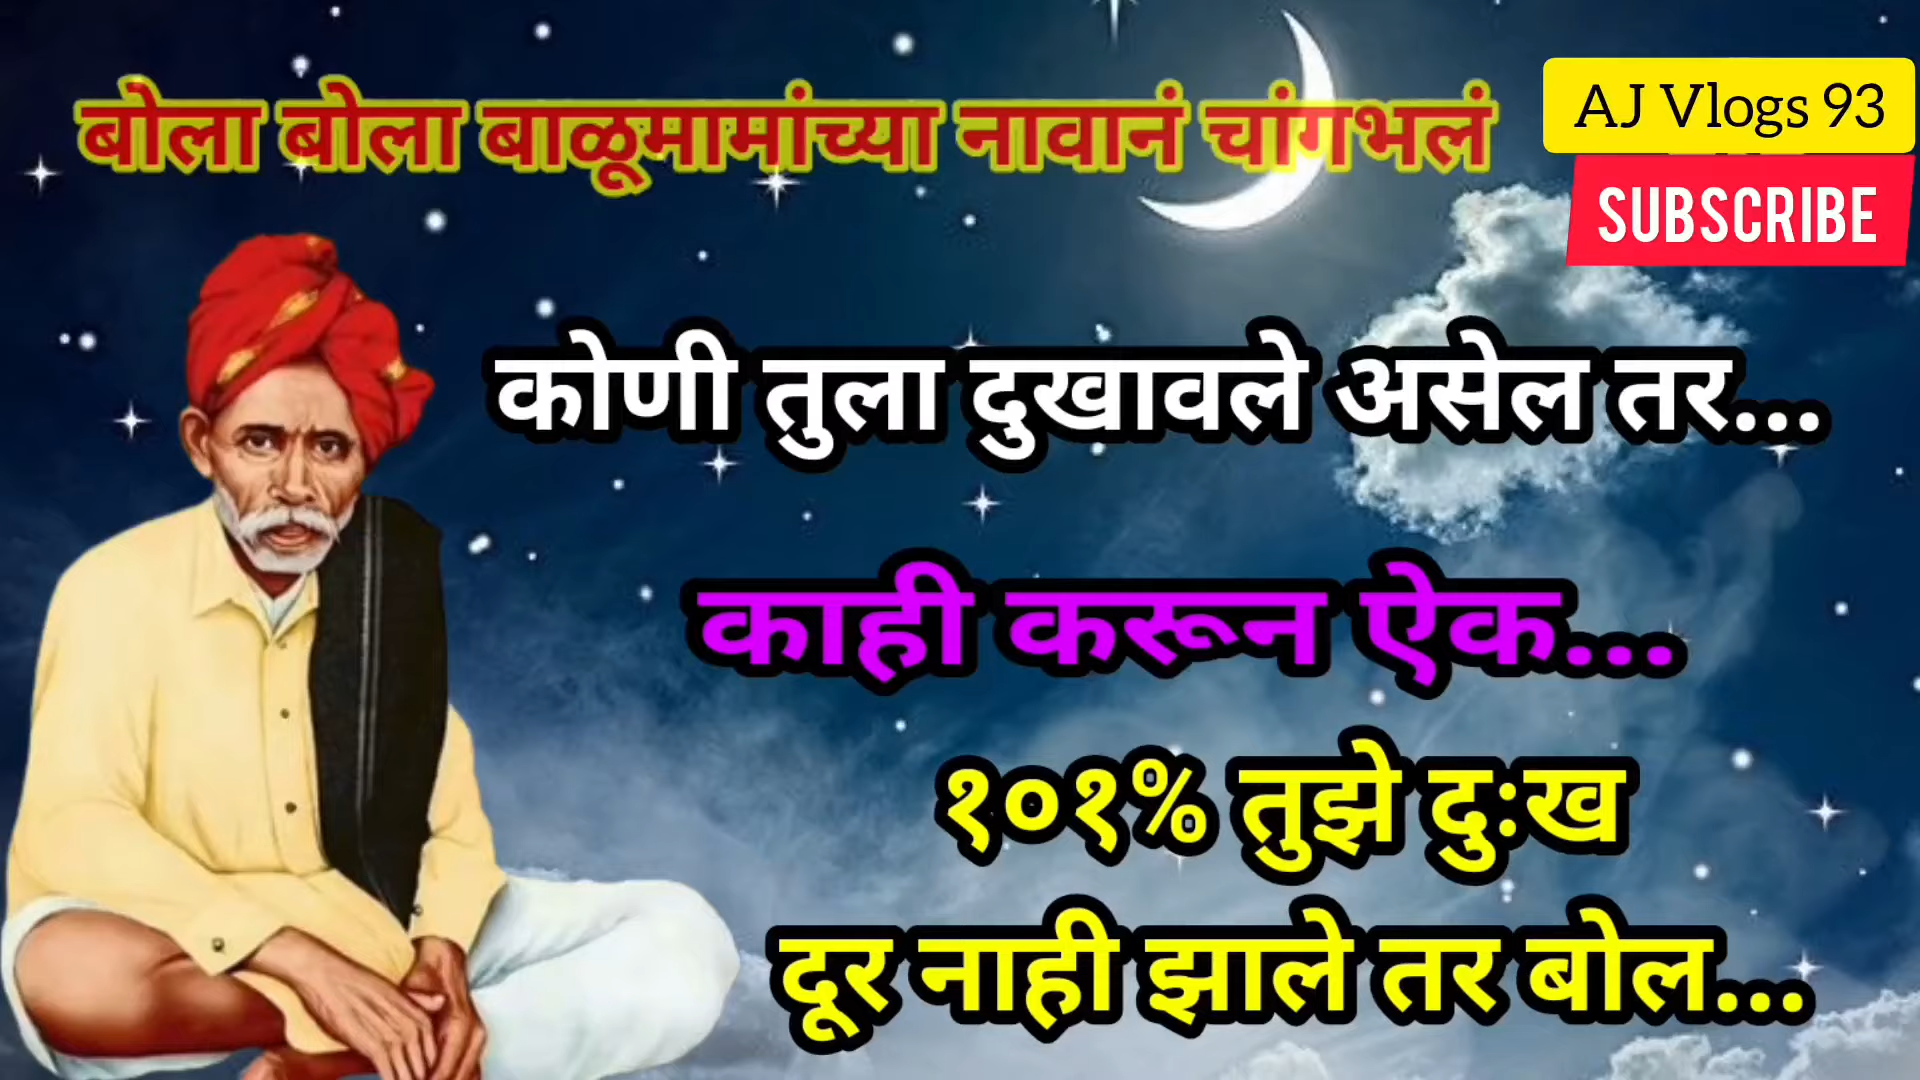 बोला बोला बाळूमामांच्या नावानं चांगभलं
AJ Vlogs 93
SUBSCRIBE
कोणी तुला दुखावले असेल तर...
काही करून ऐक...
१०१% तुझे दुःख
दूर नाही झाले तर बोल...